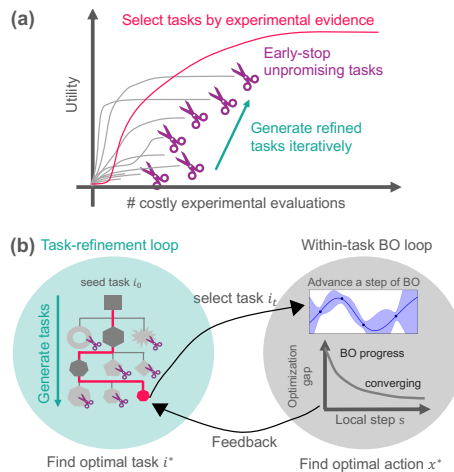 (a)
Select tasks by experimental evidence
Early-stop
unpromising tasks
Generate refined
tasks iteratively
Utility
# costly experimental evaluations
(b)
Task-refinement loop
Within-task BO loop
seed task i₀
Generate tasks
select task iₜ
Advance a step of BO
BO progress
converging
Optimization
gap
Local step s
Feedback
Find optimal task i*
Find optimal action x*